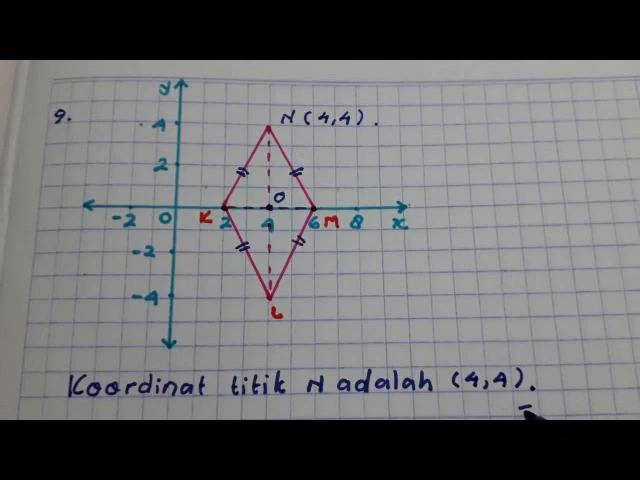 9.
y
4
N (4,4).
2
O
-2 0 K 2 4 6 M 8 x
-2
-4
L
Koordinat titik N adalah (4,4).